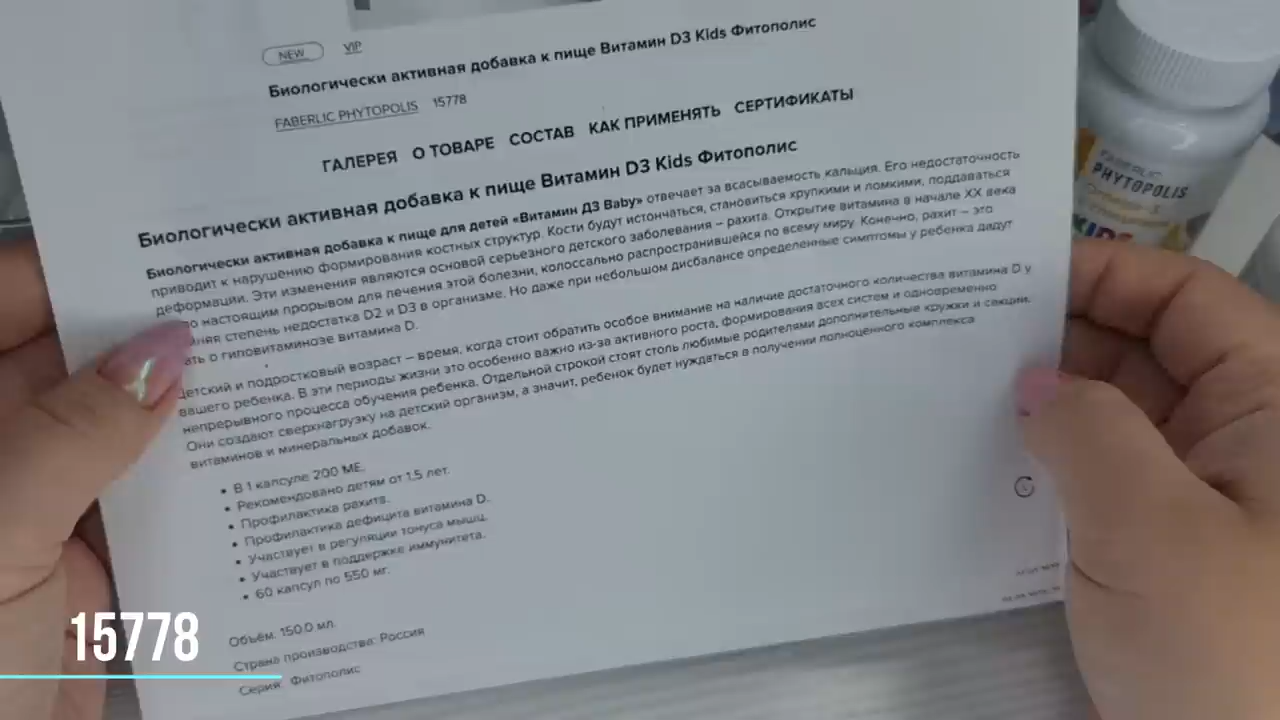 NEW VIP
Биологически активная добавка к пище Витамин D3 Kids Фитополис
FABERLIC PHYTOPOLIS 15778
ГАЛЕРЕЯ О ТОВАРЕ СОСТАВ КАК ПРИМЕНЯТЬ СЕРТИФИКАТЫ
Биологически активная добавка к пище Витамин D3 Kids Фитополис
Биологически активная добавка к пище для детей «Витамин Д3 Baby» отвечает за всасываемость кальция. Его недостаточность
приводит к нарушению формирования костных структур. Кости будут истончаться, становиться хрупкими и ломкими, поддаваться
деформации. Эти изменения являются основой серьезного детского заболевания – рахита. Открытие витамина в начале XX века
настоящим прорывом для лечения этой болезни, колоссально распространившейся по всему миру. Конечно, рахит – это
степень недостатка D2 и D3 в организме. Но даже при небольшом дисбалансе определенные симптомы у ребенка дадут
о гиповитаминозе витамина D.
Детский и подростковый возраст – время, когда стоит обратить особое внимание на наличие достаточного количества витамина D у
вашего ребенка. В эти периоды жизни это особенно важно из-за активного роста, формирования всех систем и одновременно
непрерывного процесса обучения ребенка. Отдельной строкой стоят столь любимые родителями дополнительные кружки и секции.
Они создают сверхнагрузку на детский организм, а значит, ребенок будет нуждаться в получении полноценного комплекса
витаминов и минеральных добавок.
• В 1 капсуле 200 МЕ.
• Рекомендовано детям от 1,5 лет.
• Профилактика рахита.
• Профилактика дефицита витамина D.
• Участвует в регуляции тонуса мышц.
• Участвует в поддержке иммунитета.
• 60 капсул по 550 мг.
Объём: 150.0 мл.
Страна производства: Россия
Серия: Фитополис
FABERLIC
PHYTOPOLIS
KIDS
15778